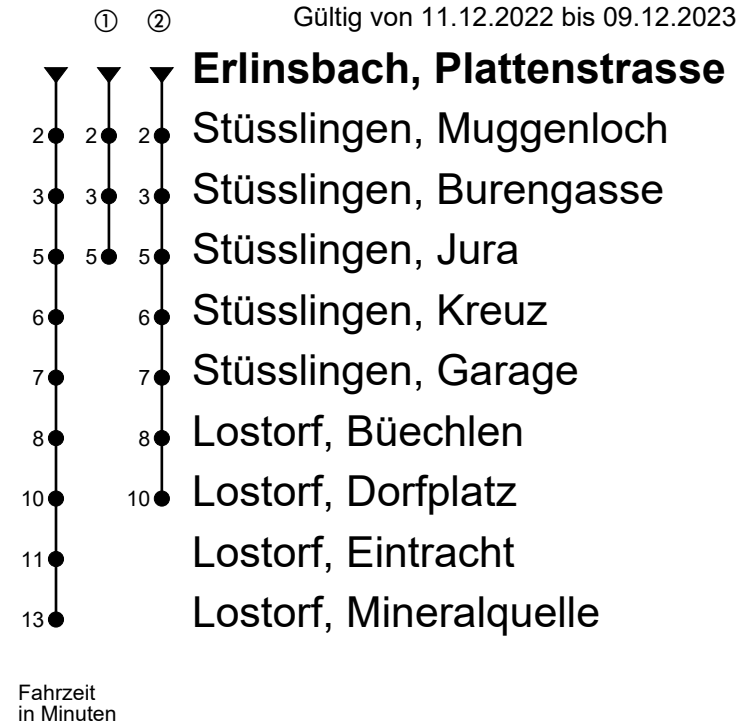 ① ② Gültig von 11.12.2022 bis 09.12.2023
Erlinsbach, Plattenstrasse
2 2 2 Stüsslingen, Muggenloch
3 3 3 Stüsslingen, Burengasse
5 5 5 Stüsslingen, Jura
6 6 Stüsslingen, Kreuz
7 7 Stüsslingen, Garage
8 8 Lostorf, Büechlen
10 10 Lostorf, Dorfplatz
11 Lostorf, Eintracht
13 Lostorf, Mineralquelle
Fahrzeit
in Minuten